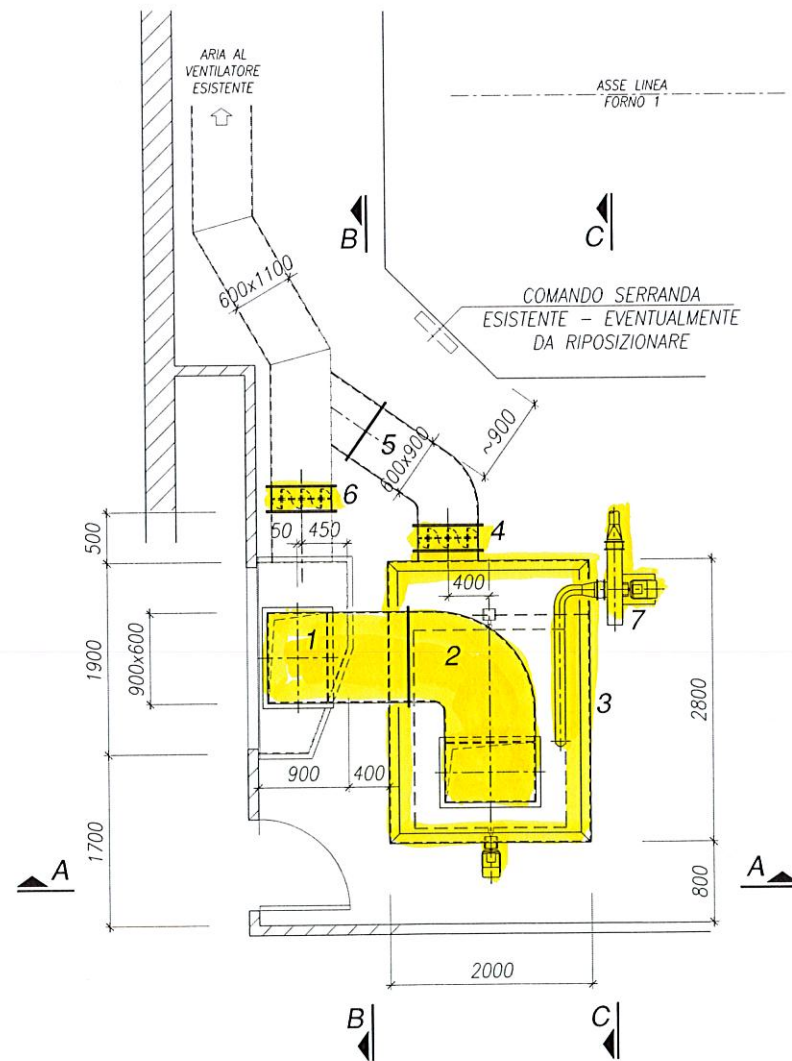 ARIA AL
VENTILATORE
ESISTENTE
ASSE LINEA
FORNO 1
B
C
600x1100
COMANDO SERRANDA
ESISTENTE – EVENTUALMENTE
DA RIPOSIZIONARE
~900
5
600x900
6
4
500
60
450
400
7
1
2
3
1900
900x600
2800
900
400
1700
A
A
800
2000
B
C